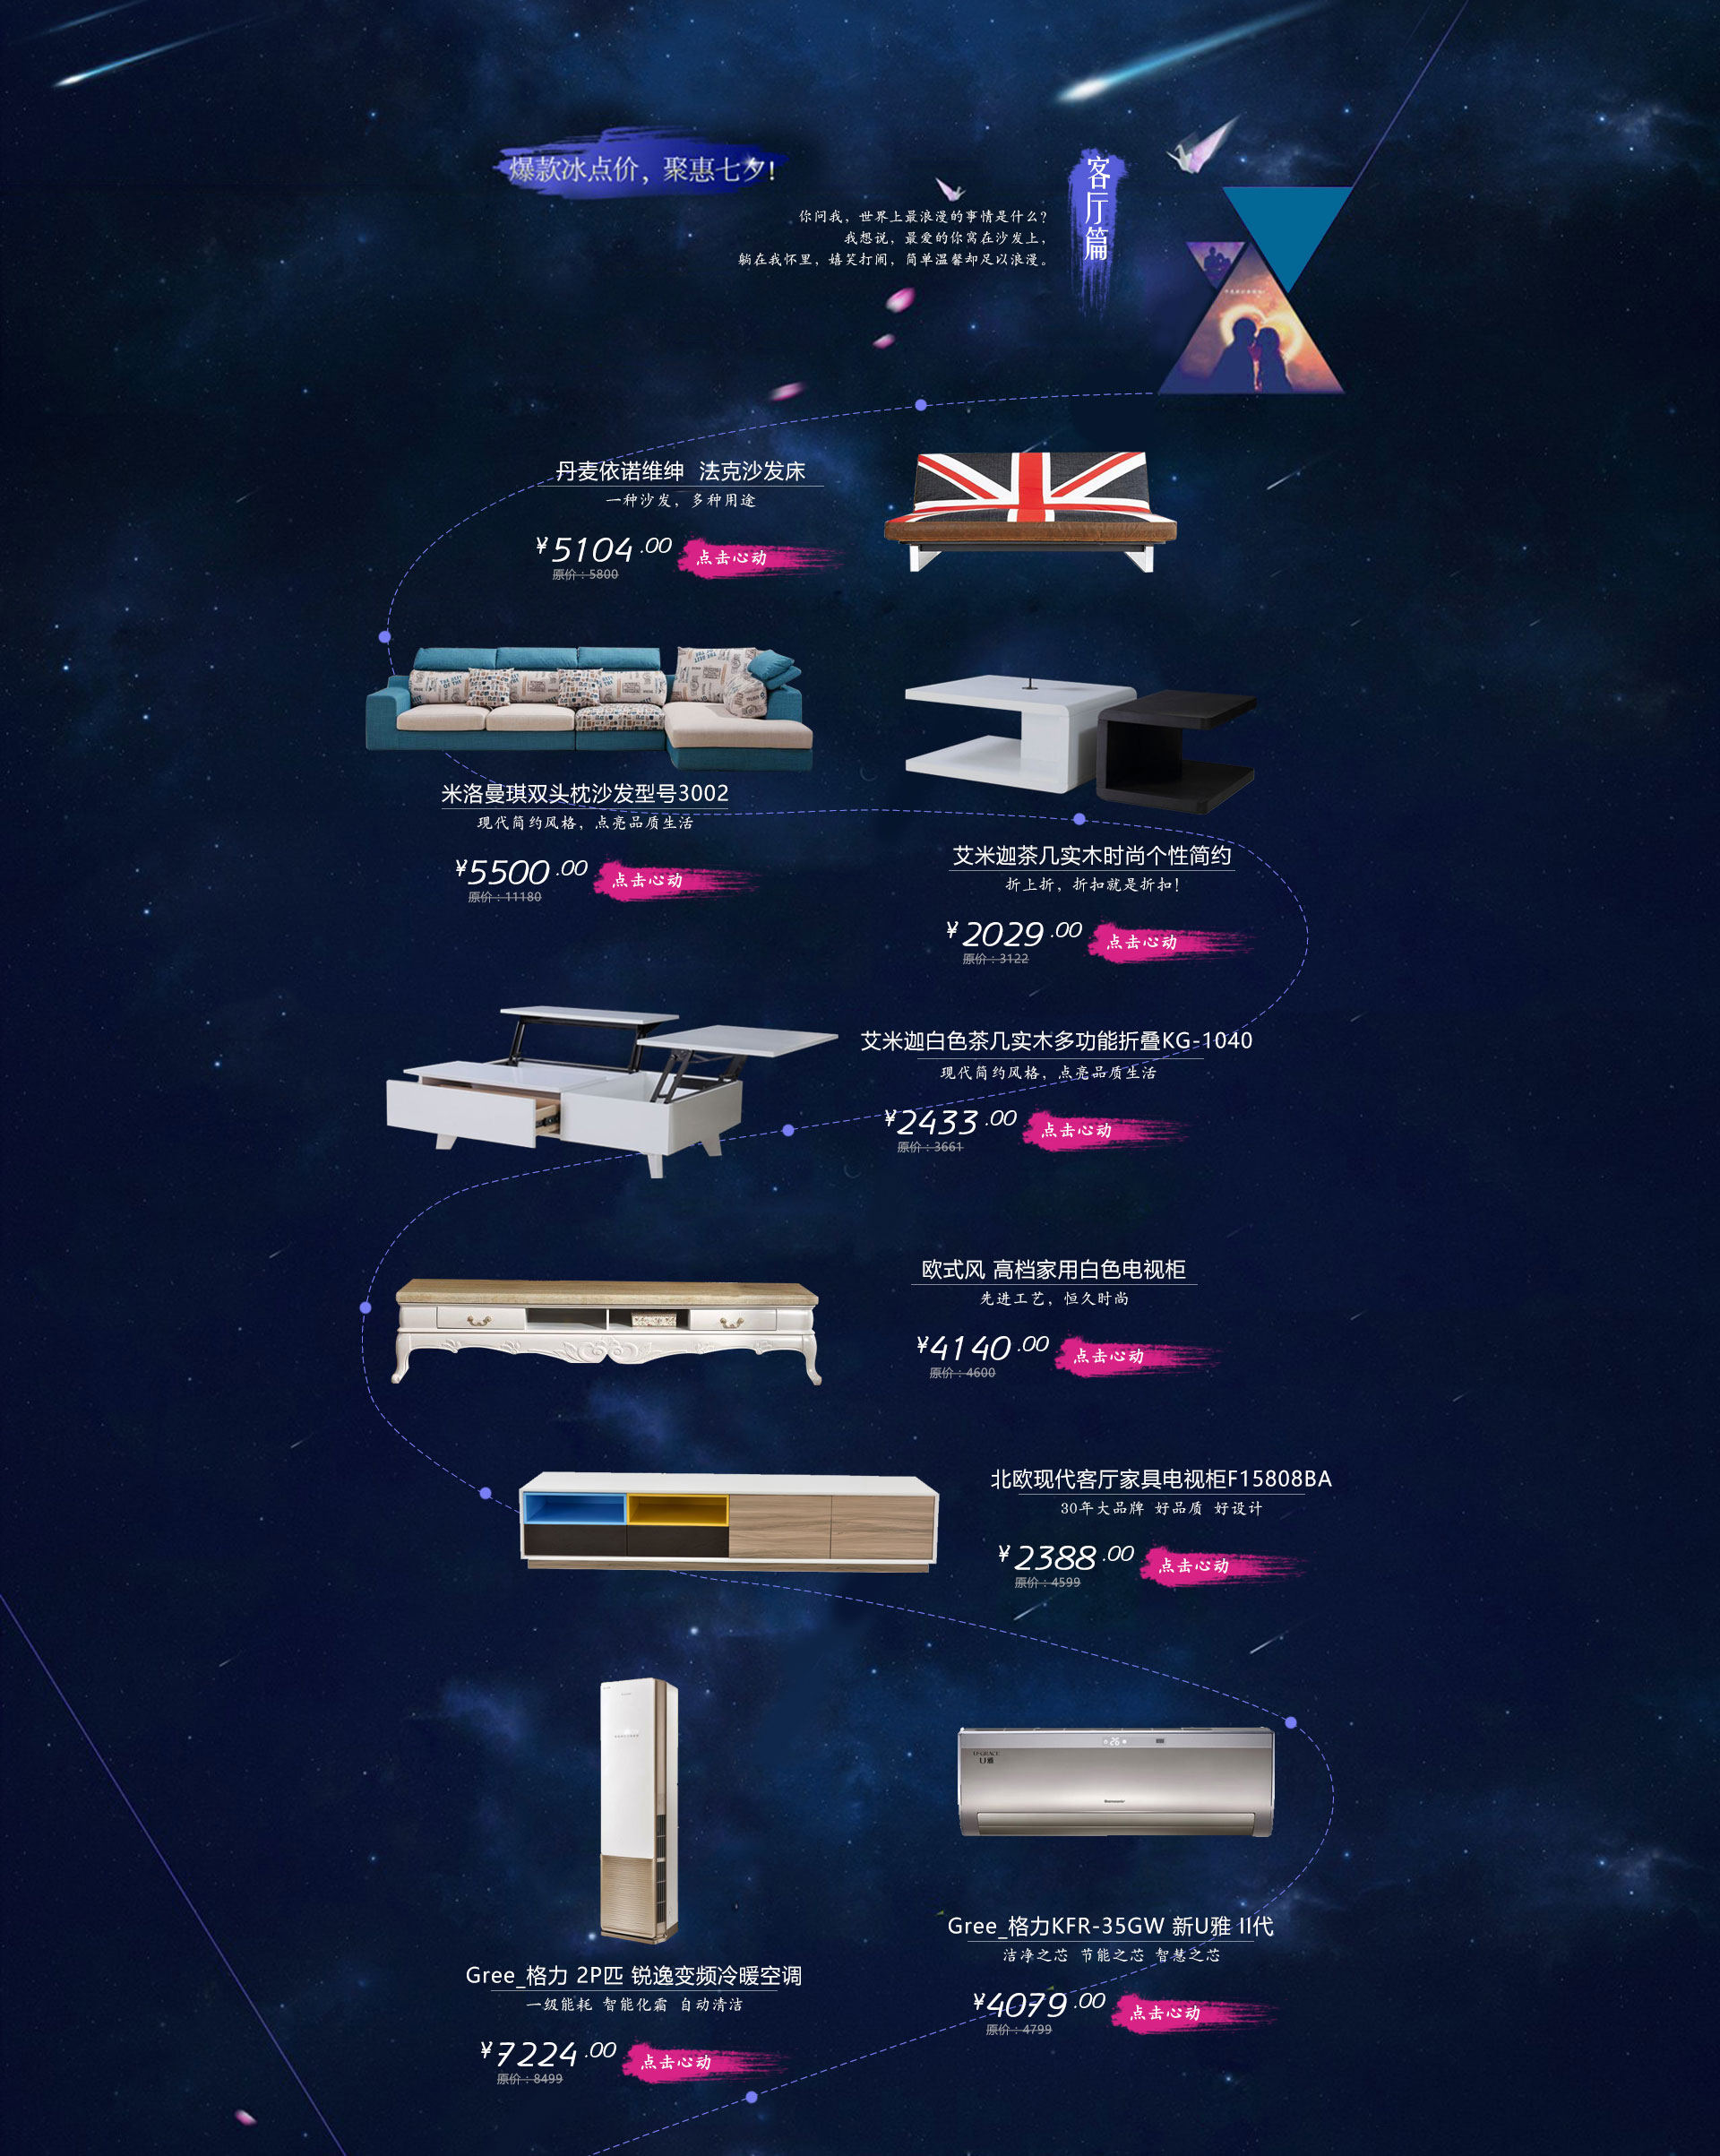 爆款冰点价，聚惠七夕！
客厅篇
你问我，世界上最浪漫的事情是什么？
我想说，最爱的你窝在沙发上，
躺在我怀里，嬉笑打闹，简单温馨却足以浪漫。
丹麦依诺维绅 法克沙发床
一种沙发，多种用途
¥5104.00 点击心动
原价：5800
米洛曼琪双头枕沙发型号3002
现代简约风格，点亮品质生活
¥5500.00 点击心动
原价：11180
艾米迦茶几实木时尚个性简约
折上折，折扣就是折扣！
¥2029.00 点击心动
原价：3122
艾米迦白色茶几实木多功能折叠KG-1040
现代简约风格，点亮品质生活
¥2433.00 点击心动
原价：3661
欧式风 高档家用白色电视柜
先进工艺，恒久时尚
¥4140.00 点击心动
原价：4600
北欧现代客厅家具电视柜F15808BA
30年大品牌 好品质 好设计
¥2388.00 点击心动
原价：4599
26
U-GRACE
U雅
Gree_格力KFR-35GW 新U雅 II代
洁净之芯 节能之芯 智慧之芯
¥4079.00 点击心动
原价：4799
Gree_格力 2P匹 锐逸变频冷暖空调
一级能耗 智能化霜 自动清洁
¥7224.00 点击心动
原价：8499